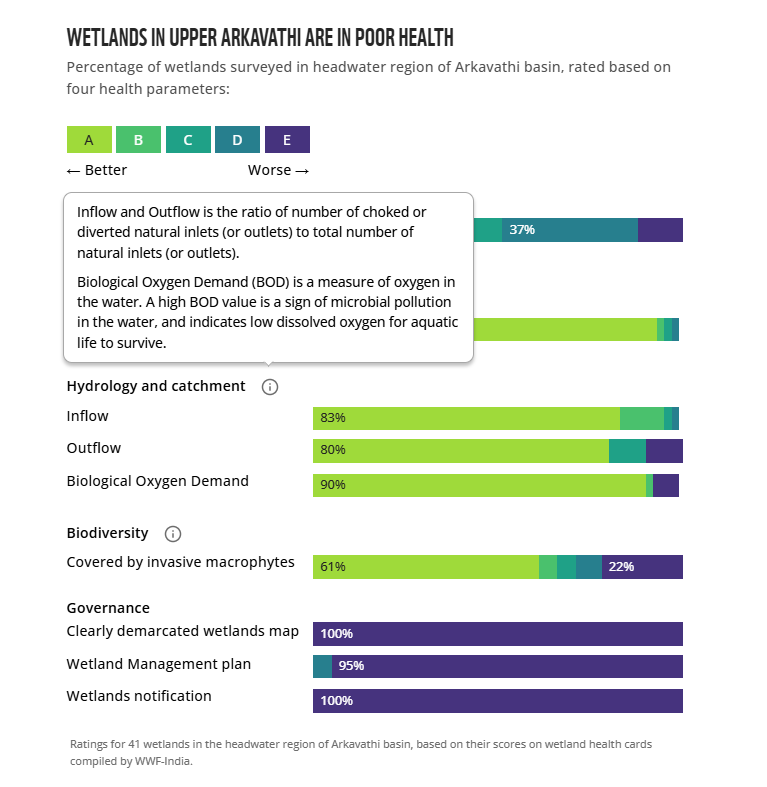 WETLANDS IN UPPER ARKAVATHI ARE IN POOR HEALTH
Percentage of wetlands surveyed in headwater region of Arkavathi basin, rated based on
four health parameters:
A B C D E
← Better Worse →
Inflow and Outflow is the ratio of number of choked or
diverted natural inlets (or outlets) to total number of
natural inlets (or outlets).
37%
Biological Oxygen Demand (BOD) is a measure of oxygen in
the water. A high BOD value is a sign of microbial pollution
in the water, and indicates low dissolved oxygen for aquatic
life to survive.
Hydrology and catchment
Inflow 83%
Outflow 80%
Biological Oxygen Demand 90%
Biodiversity
Covered by invasive macrophytes 61% 22%
Governance
Clearly demarcated wetlands map 100%
Wetland Management plan 95%
Wetlands notification 100%
Ratings for 41 wetlands in the headwater region of Arkavathi basin, based on their scores on wetland health cards
compiled by WWF-India.